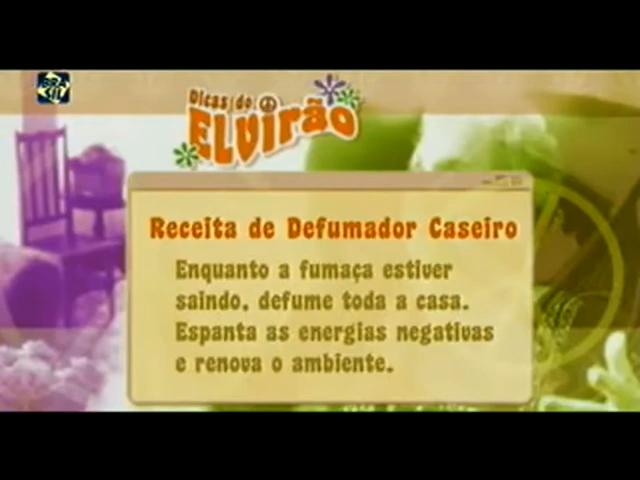 Dicas do
ELVIRÃO
Receita de Defumador Caseiro
Enquanto a fumaça estiver
saindo, defume toda a casa.
Espanta as energias negativas
e renova o ambiente.